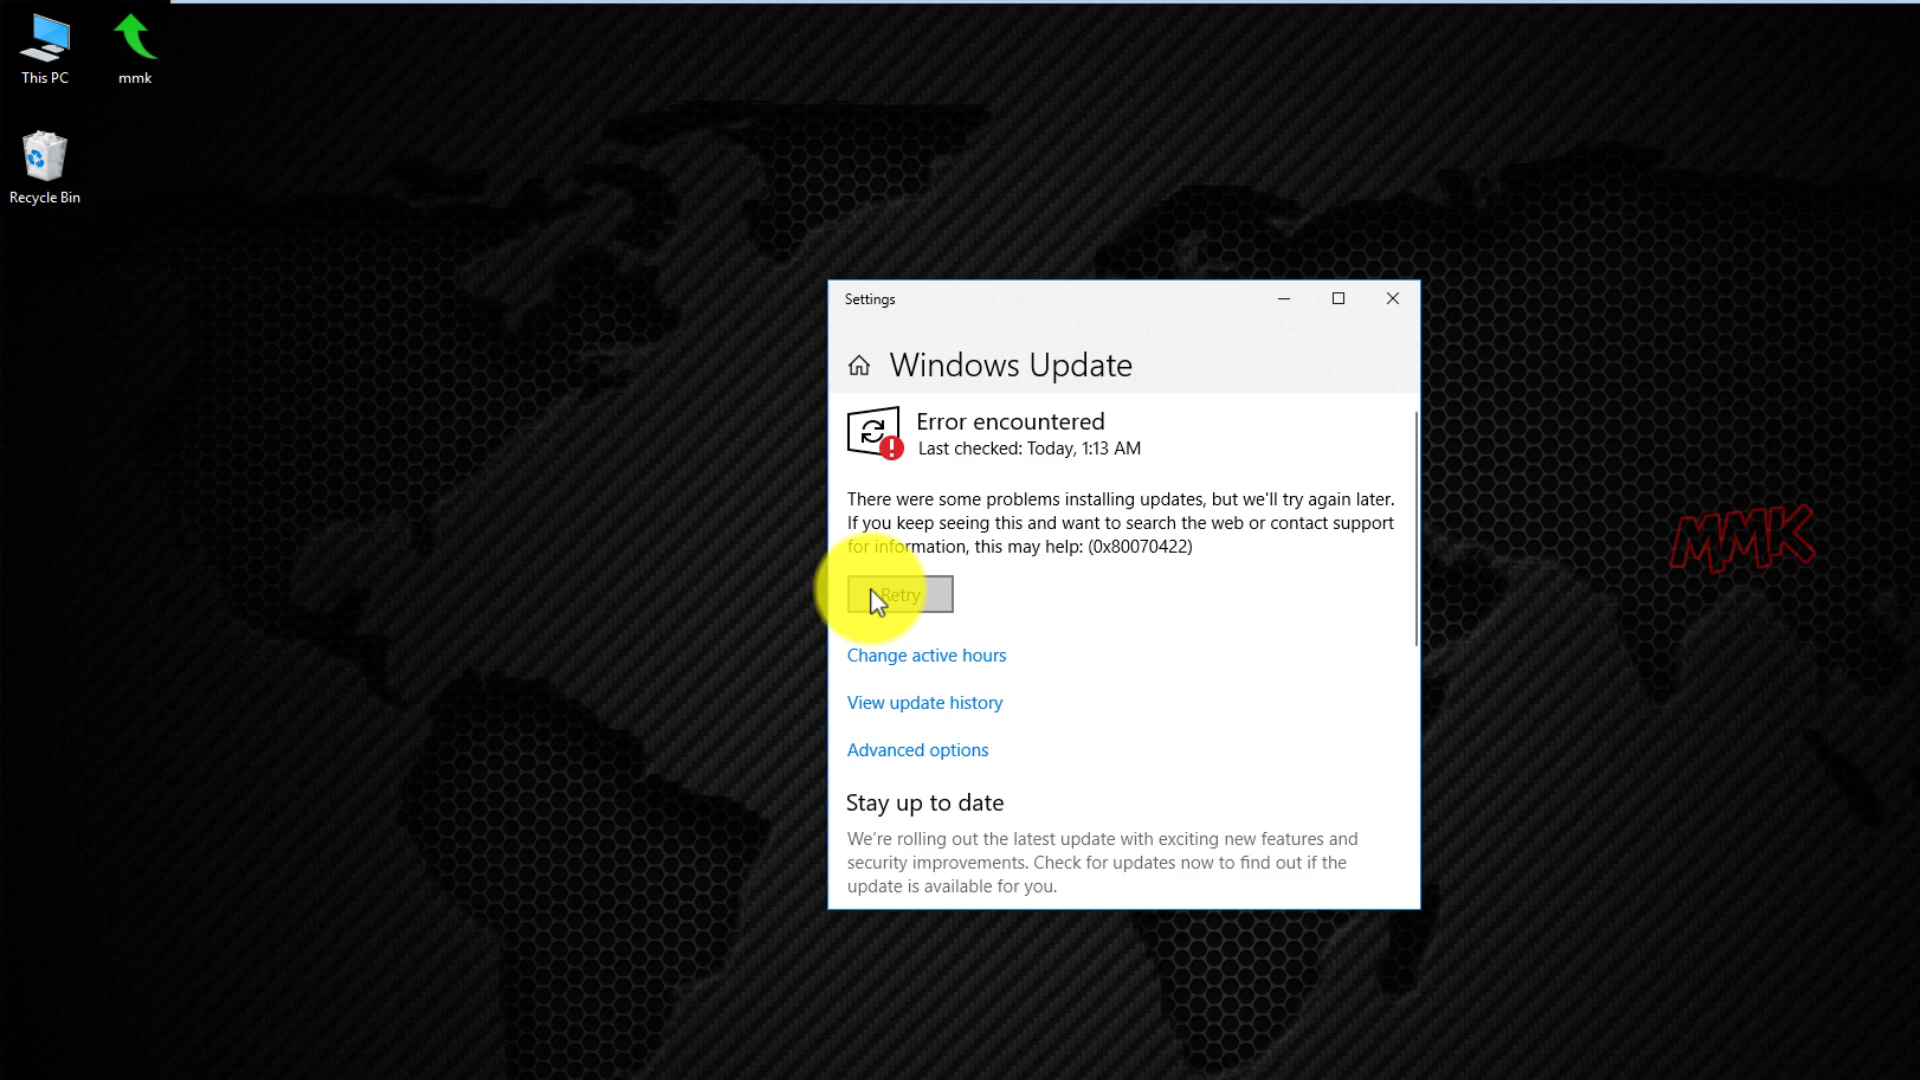 This PC
mmk
Recycle Bin
Settings
Windows Update
Error encountered
Last checked: Today, 1:13 AM
There were some problems installing updates, but we'll try again later.
If you keep seeing this and want to search the web or contact support
for information, this may help: (0x80070422)
Retry
Change active hours
View update history
Advanced options
Stay up to date
We're rolling out the latest update with exciting new features and
security improvements. Check for updates now to find out if the
update is available for you.
MMK